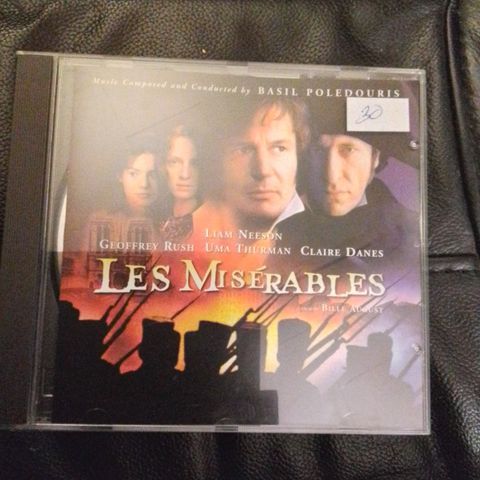 Music Composed and Conducted by BASIL POLEDOURIS
30
LIAM NEESON
GEOFFREY RUSH UMA THURMAN CLAIRE DANES
LES MISÉRABLES
BILLE AUGUST